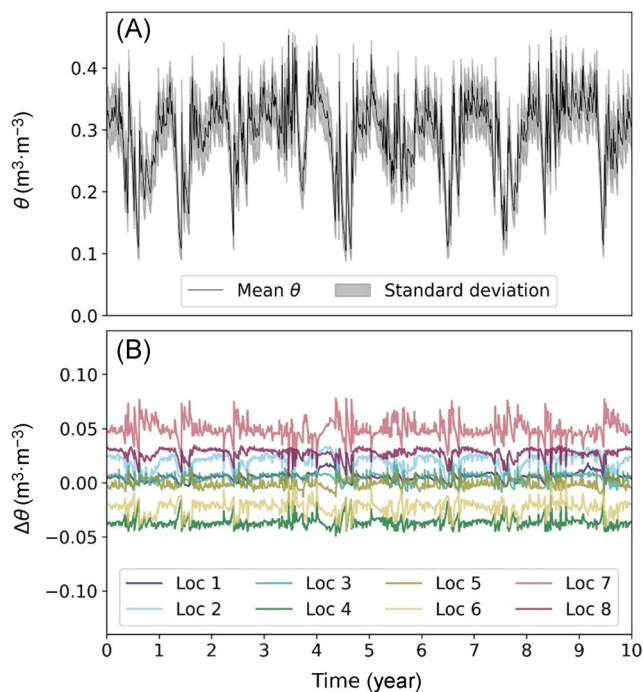 (A)
0.4
0.3
0.2
0.1
0.0
θ (m³·m⁻³)
Mean θ Standard deviation
(B)
0.10
0.05
0.00
−0.05
−0.10
Δθ (m³·m⁻³)
Loc 1 Loc 3 Loc 5 Loc 7
Loc 2 Loc 4 Loc 6 Loc 8
0 1 2 3 4 5 6 7 8 9 10
Time (year)